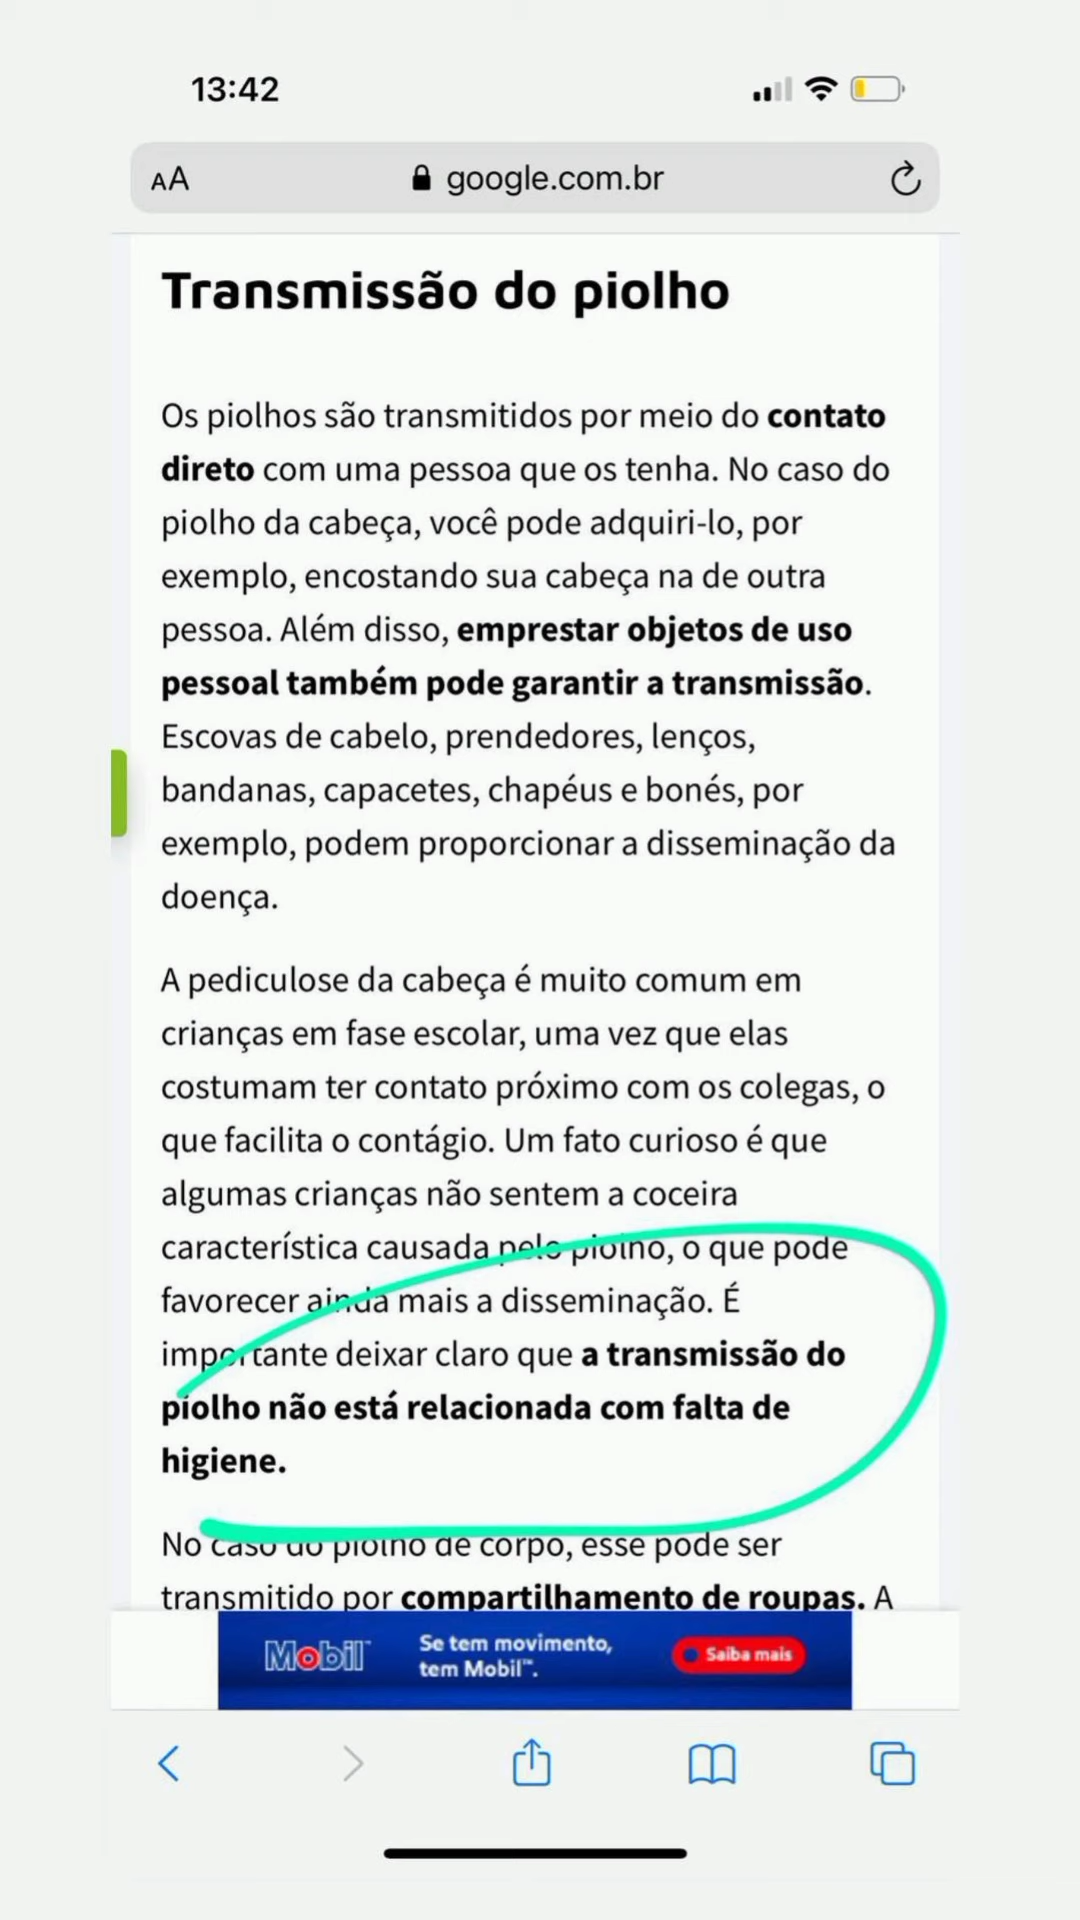 13:42
AA google.com.br
Transmissão do piolho
Os piolhos são transmitidos por meio do contato
direto com uma pessoa que os tenha. No caso do
piolho da cabeça, você pode adquiri-lo, por
exemplo, encostando sua cabeça na de outra
pessoa. Além disso, emprestar objetos de uso
pessoal também pode garantir a transmissão.
Escovas de cabelo, prendedores, lenços,
bandanas, capacetes, chapéus e bonés, por
exemplo, podem proporcionar a disseminação da
doença.
A pediculose da cabeça é muito comum em
crianças em fase escolar, uma vez que elas
costumam ter contato próximo com os colegas, o
que facilita o contágio. Um fato curioso é que
algumas crianças não sentem a coceira
característica causada pelo piolho, o que pode
favorecer ainda mais a disseminação. É
importante deixar claro que a transmissão do
piolho não está relacionada com falta de
higiene.
No caso do piolho de corpo, esse pode ser
transmitido por compartilhamento de roupas. A
Mobil™ Se tem movimento, Saiba mais
tem Mobil™.